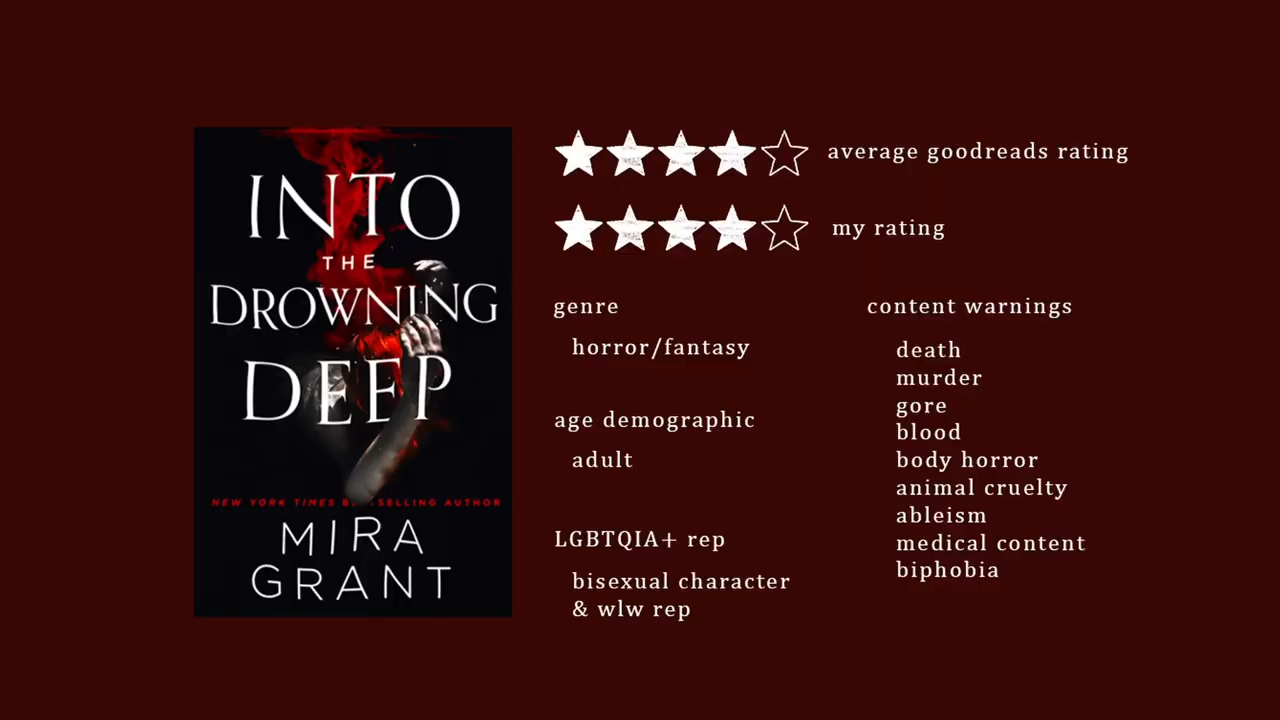 INTO
THE
DROWNING
DEEP
NEW YORK TIMES BESTSELLING AUTHOR
MIRA
GRANT
average goodreads rating
my rating
genre
horror/fantasy
age demographic
adult
LGBTQIA+ rep
bisexual character
& wlw rep
content warnings
death
murder
gore
blood
body horror
animal cruelty
ableism
medical content
biphobia